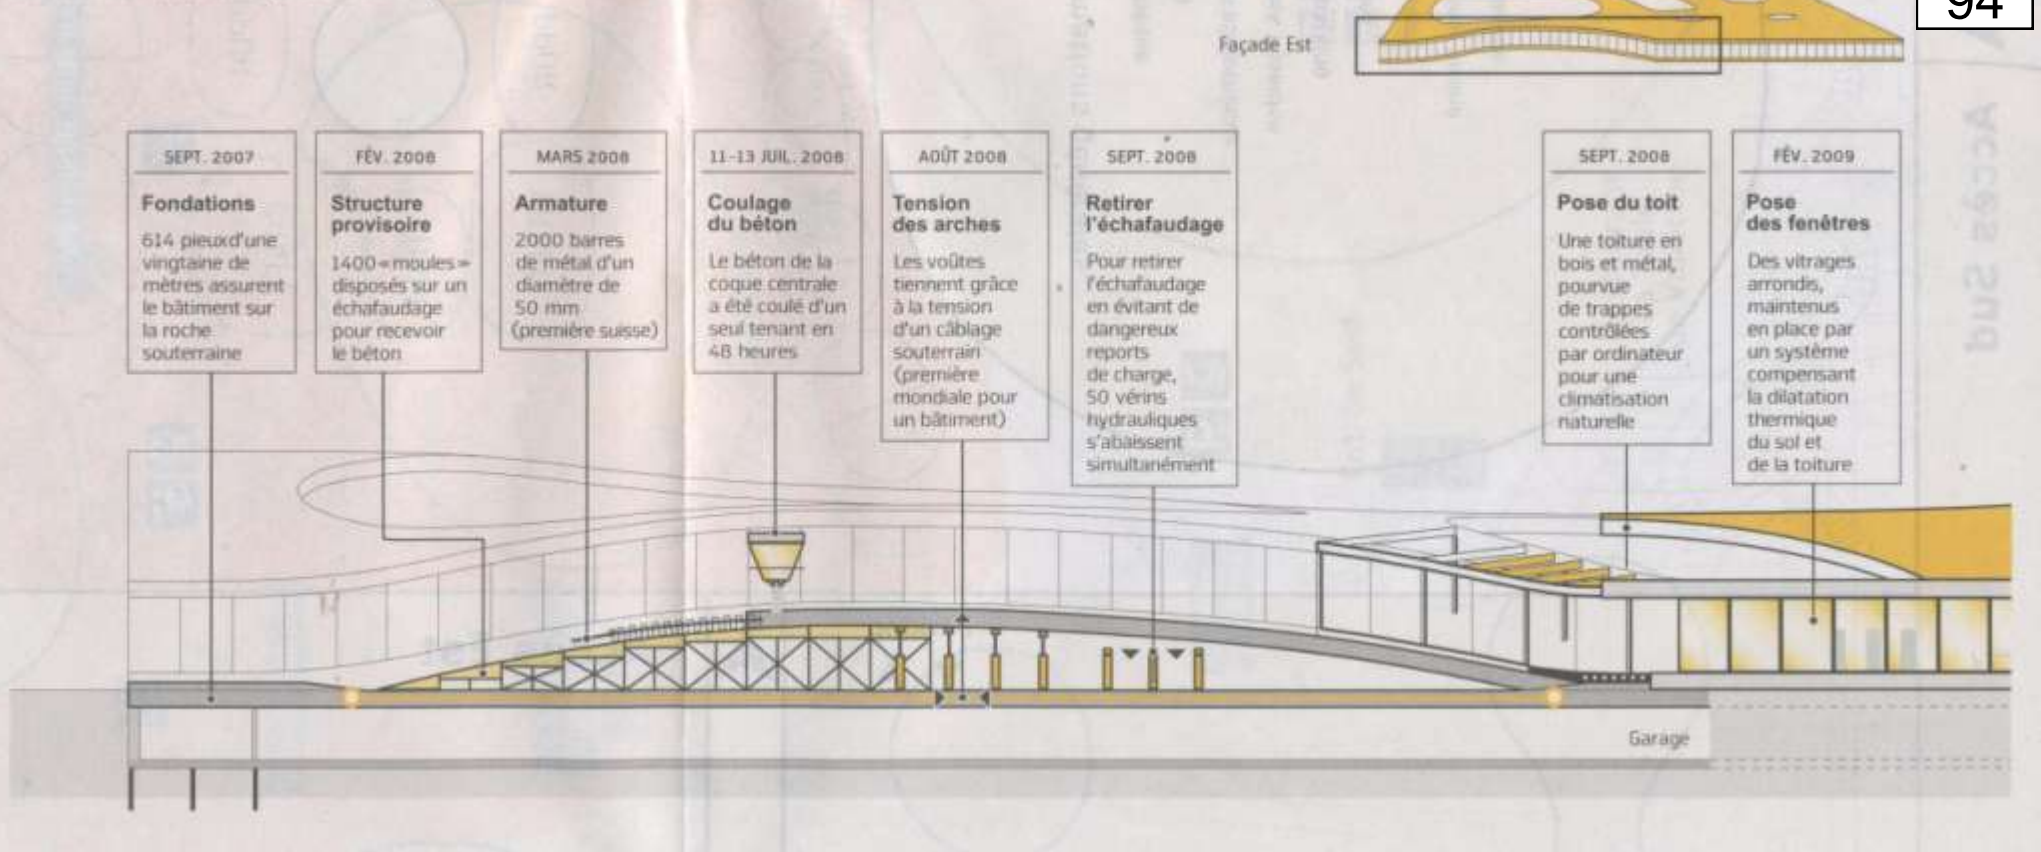 94
Façade Est
SEPT. 2007
Fondations
614 pieux d'une
vingtaine de
mètres assurent
le bâtiment sur
la roche
souterraine
FÉV. 2008
Structure
provisoire
1400 «moules»
disposés sur un
échafaudage
pour recevoir
le béton
MARS 2008
Armature
2000 barres
de métal d'un
diamètre de
50 mm
(première suisse)
11-13 JUIL. 2008
Coulage
du béton
Le béton de la
coque centrale
a été coulé d'un
seul tenant en
48 heures
AOÛT 2008
Tension
des arches
Les voûtes
tiennent grâce
à la tension
d'un câblage
souterrain
(première
mondiale pour
un bâtiment)
SEPT. 2008
Retirer
l'échafaudage
Pour retirer
l'échafaudage
en évitant de
dangereux
reports
de charge,
50 vérins
hydrauliques
s'abaissent
simultanément
SEPT. 2008
Pose du toit
Une toiture en
bois et métal,
pourvue
de trappes
contrôlées
par ordinateur
pour une
climatisation
naturelle
FÉV. 2009
Pose
des fenêtres
Des vitrages
arrondis,
maintenus
en place par
un système
compensant
la dilatation
thermique
du sol et
de la toiture
Accès Sud
Garage